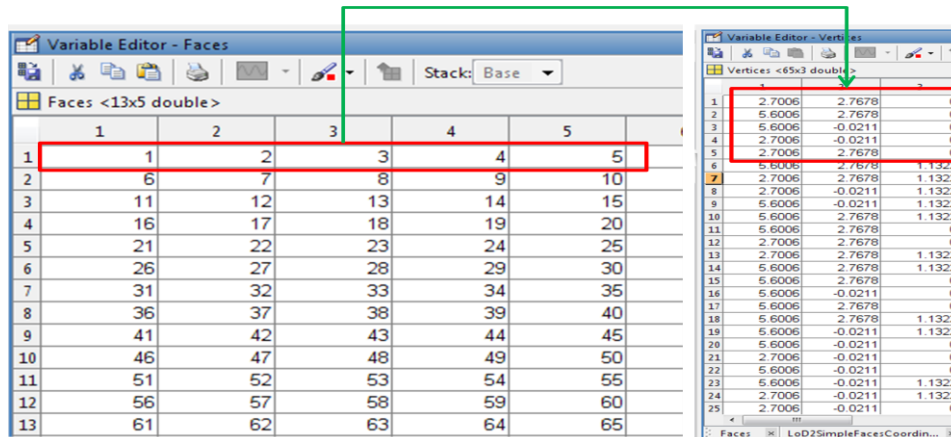 Variable Editor - Faces
Stack: Base
Faces <13x5 double>
1 2 3 4 5
1 1 2 3 4 5
2 6 7 8 9 10
3 11 12 13 14 15
4 16 17 18 19 20
5 21 22 23 24 25
6 26 27 28 29 30
7 31 32 33 34 35
8 36 37 38 39 40
9 41 42 43 44 45
10 46 47 48 49 50
11 51 52 53 54 55
12 56 57 58 59 60
13 61 62 63 64 65
Variable Editor - Vertices
Vertices <65x3 double>
1 2.7006 2.7678
2 5.6006 2.7678
3 5.6006 -0.0211
4 2.7006 -0.0211
5 2.7006 2.7678
6 5.6006 2.7678 1.132
7 2.7006 2.7678 1.132
8 2.7006 -0.0211 1.132
9 5.6006 -0.0211 1.132
10 5.6006 2.7678 1.132
11 5.6006 2.7678
12 2.7006 2.7678
13 2.7006 2.7678 1.132
14 5.6006 2.7678 1.132
15 5.6006 2.7678
16 5.6006 -0.0211
17 5.6006 2.7678
18 5.6006 2.7678 1.132
19 5.6006 -0.0211 1.132
20 5.6006 -0.0211
21 2.7006 -0.0211
22 5.6006 -0.0211
23 5.6006 -0.0211 1.132
24 2.7006 -0.0211 1.132
25 2.7006 -0.0211
Faces LoD2SimpleFacesCoordin...